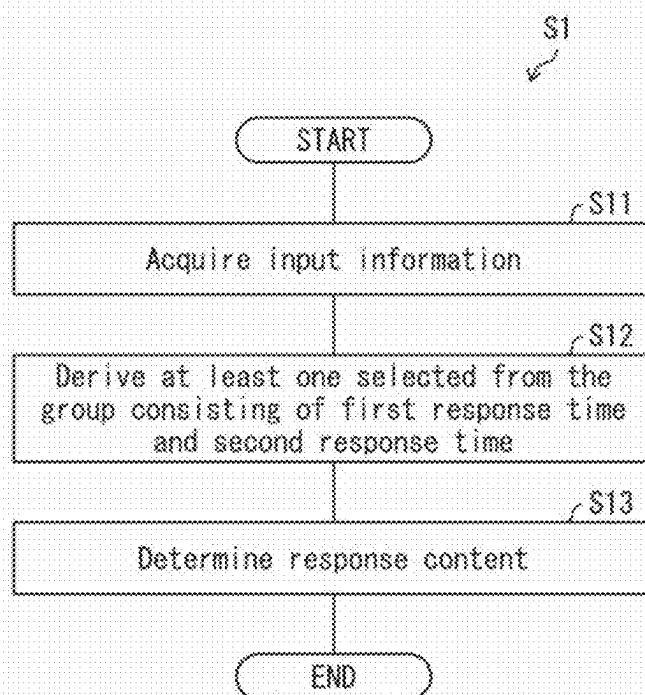 S1
START
S11
Acquire input information
S12
Derive at least one selected from the
group consisting of first response time
and second response time
S13
Determine response content
END